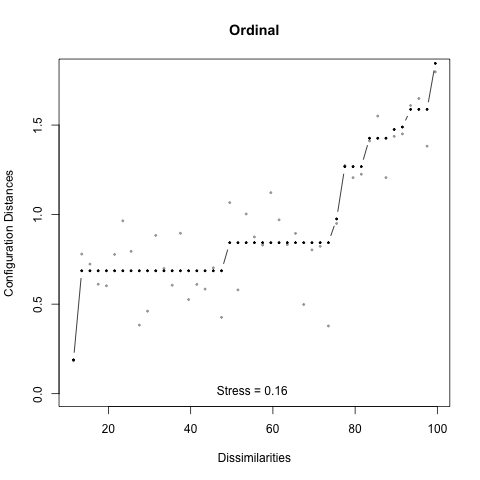 Ordinal
Configuration Distances
1.5
1.0
0.5
0.0
Stress = 0.16
20 40 60 80 100
Dissimilarities